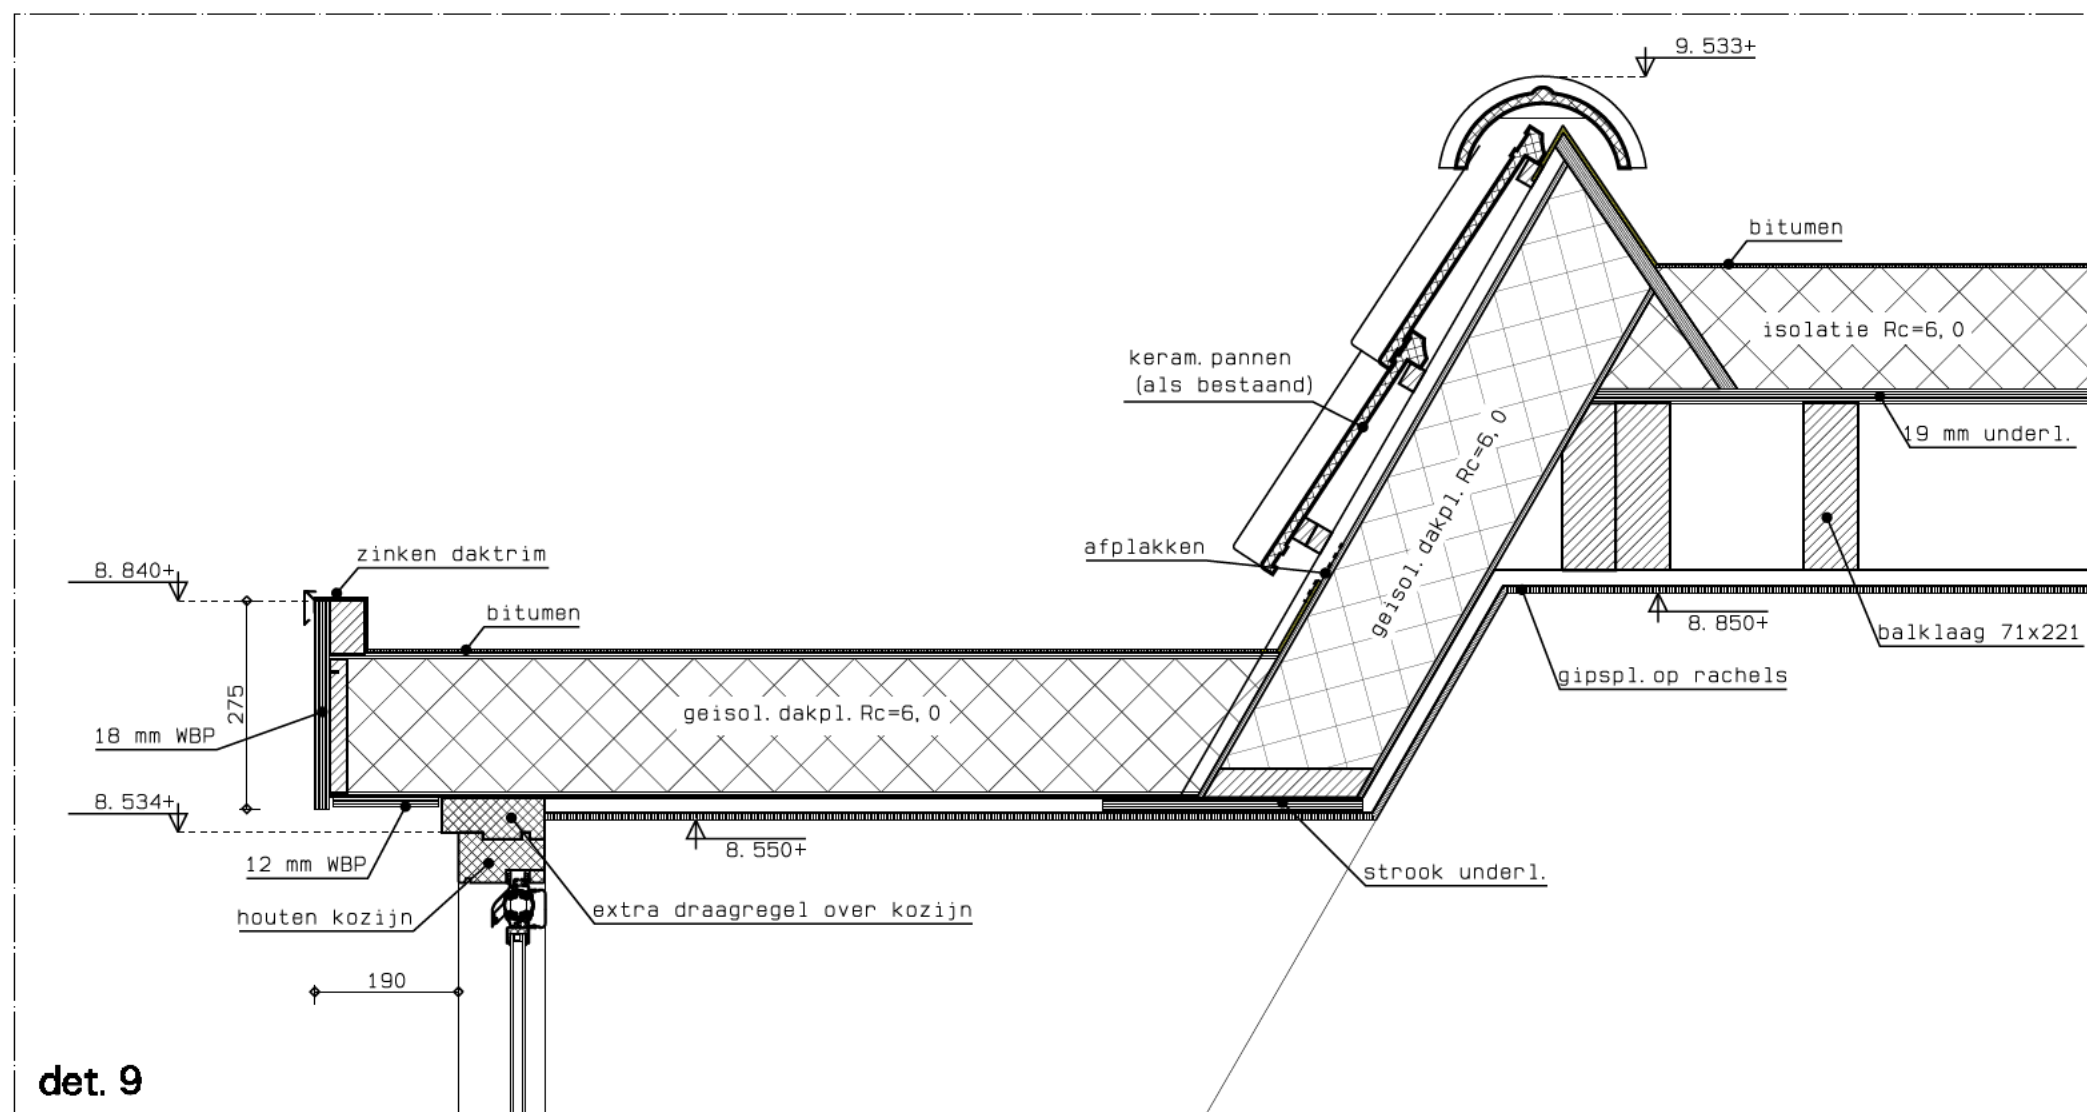 9.533+
bitumen
isolatie Rc=6,0
keram. pannen
(als bestaand)
19 mm underl.
geisol. dakpl. Rc=6,0
afplakken
zinken daktrim
8.840+
bitumen
8.850+
balklaag 71x221
gipspl. op rachels
275
geisol. dakpl. Rc=6,0
18 mm WBP
8.534+
8.550+
12 mm WBP
strook underl.
houten kozijn
extra draagregel over kozijn
190
det. 9